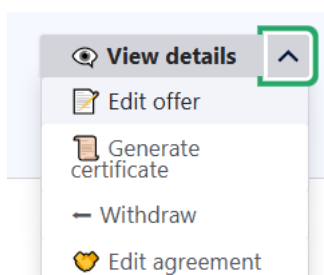 👁 View details
📝 Edit offer
📜 Generate
certificate
⬅ Withdraw
🤝 Edit agreement